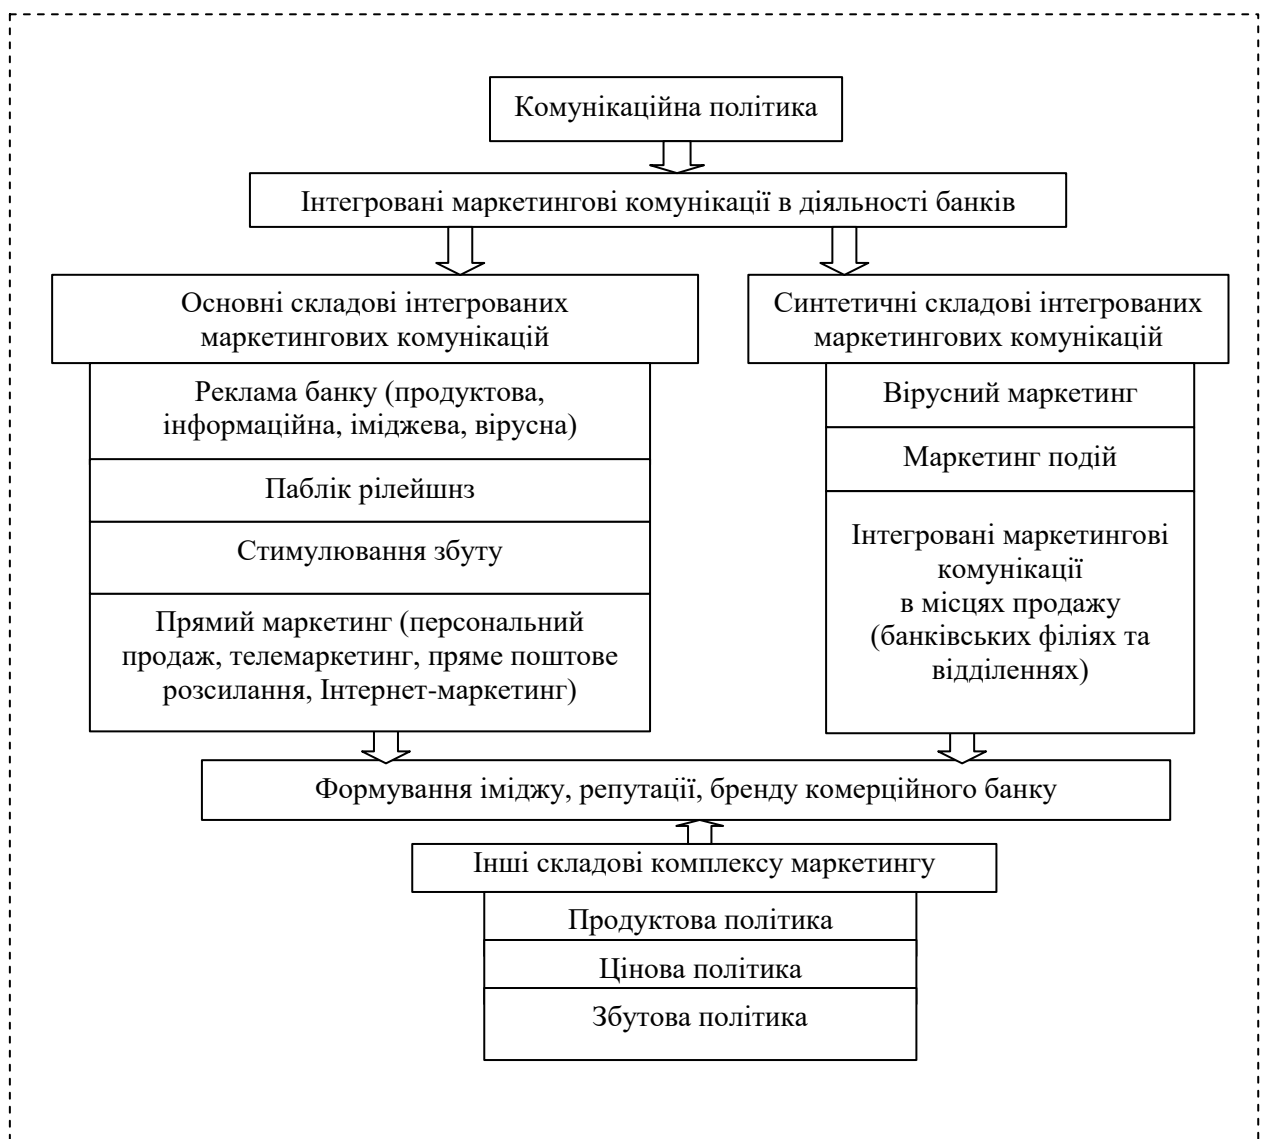 Комунікаційна політика
Інтегровані маркетингові комунікації в діяльності банків
Основні складові інтегрованих
маркетингових комунікацій
Реклама банку (продуктова,
інформаційна, іміджева, вірусна)
Паблік рілейшнз
Стимулювання збуту
Прямий маркетинг (персональний
продаж, телемаркетинг, пряме поштове
розсилання, Інтернет-маркетинг)
Синтетичні складові інтегрованих
маркетингових комунікацій
Вірусний маркетинг
Маркетинг подій
Інтегровані маркетингові
комунікації
в місцях продажу
(банківських філіях та
відділеннях)
Формування іміджу, репутації, бренду комерційного банку
Інші складові комплексу маркетингу
Продуктова політика
Цінова політика
Збутова політика